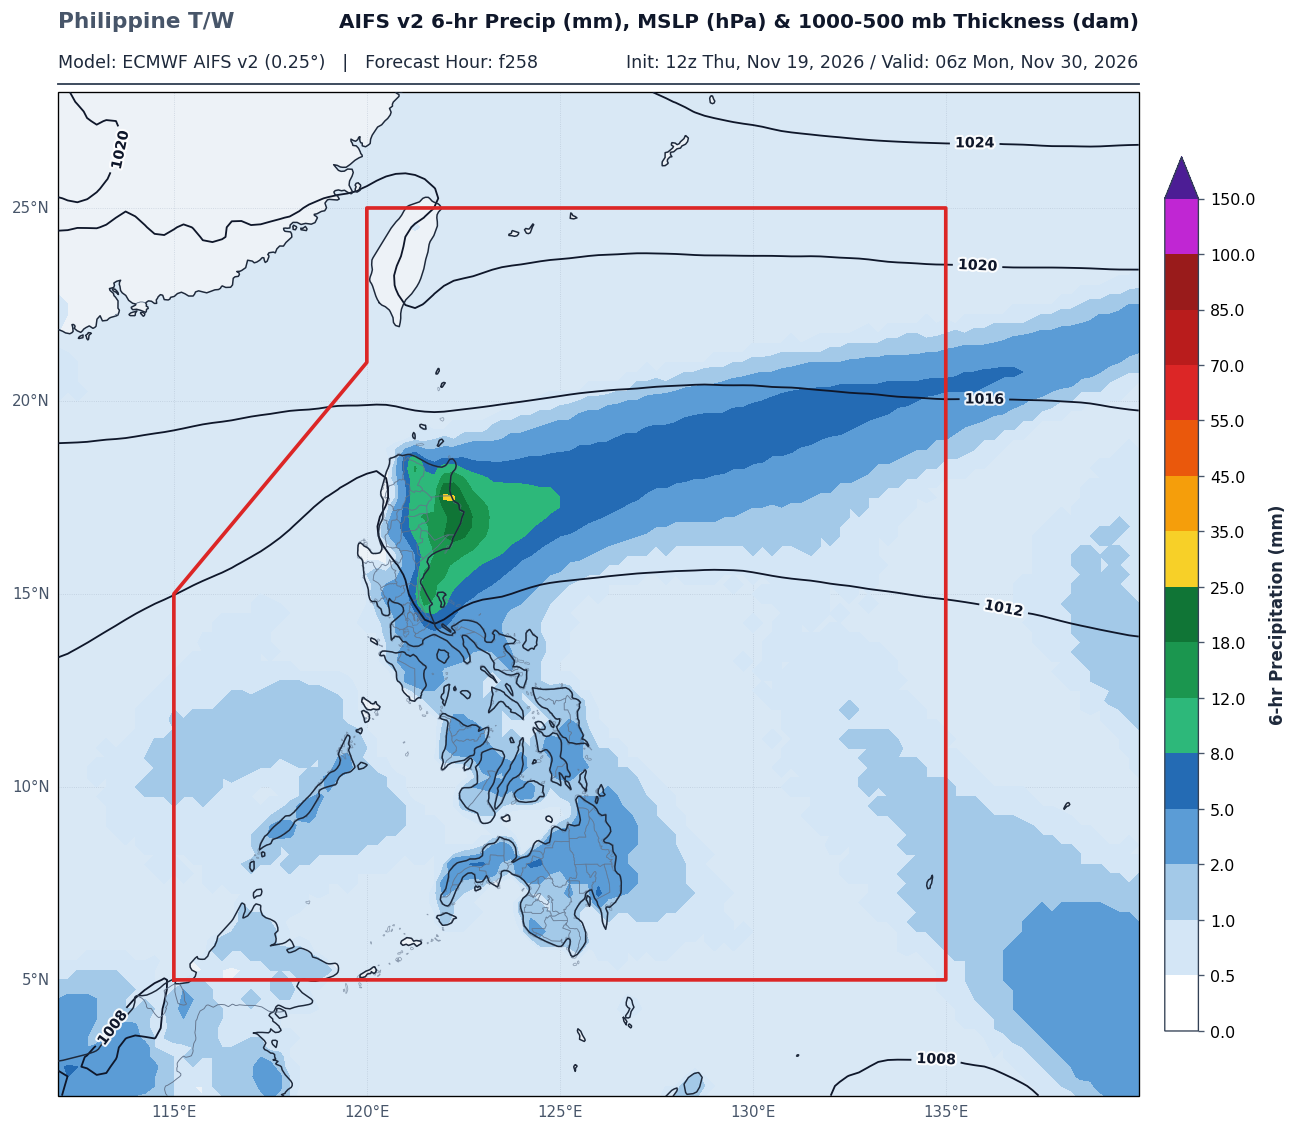 Philippine T/W
AIFS v2 6-hr Precip (mm), MSLP (hPa) & 1000-500 mb Thickness (dam)
Model: ECMWF AIFS v2 (0.25°) | Forecast Hour: f258
Init: 12z Thu, Nov 19, 2026 / Valid: 06z Mon, Nov 30, 2026
1020
1024
25°N
1020
20°N
1016
15°N
1012
10°N
5°N
1008
1008
115°E
120°E
125°E
130°E
135°E
150.0
100.0
85.0
70.0
55.0
45.0
35.0
25.0
18.0
12.0
8.0
5.0
2.0
1.0
0.5
0.0
6-hr Precipitation (mm)